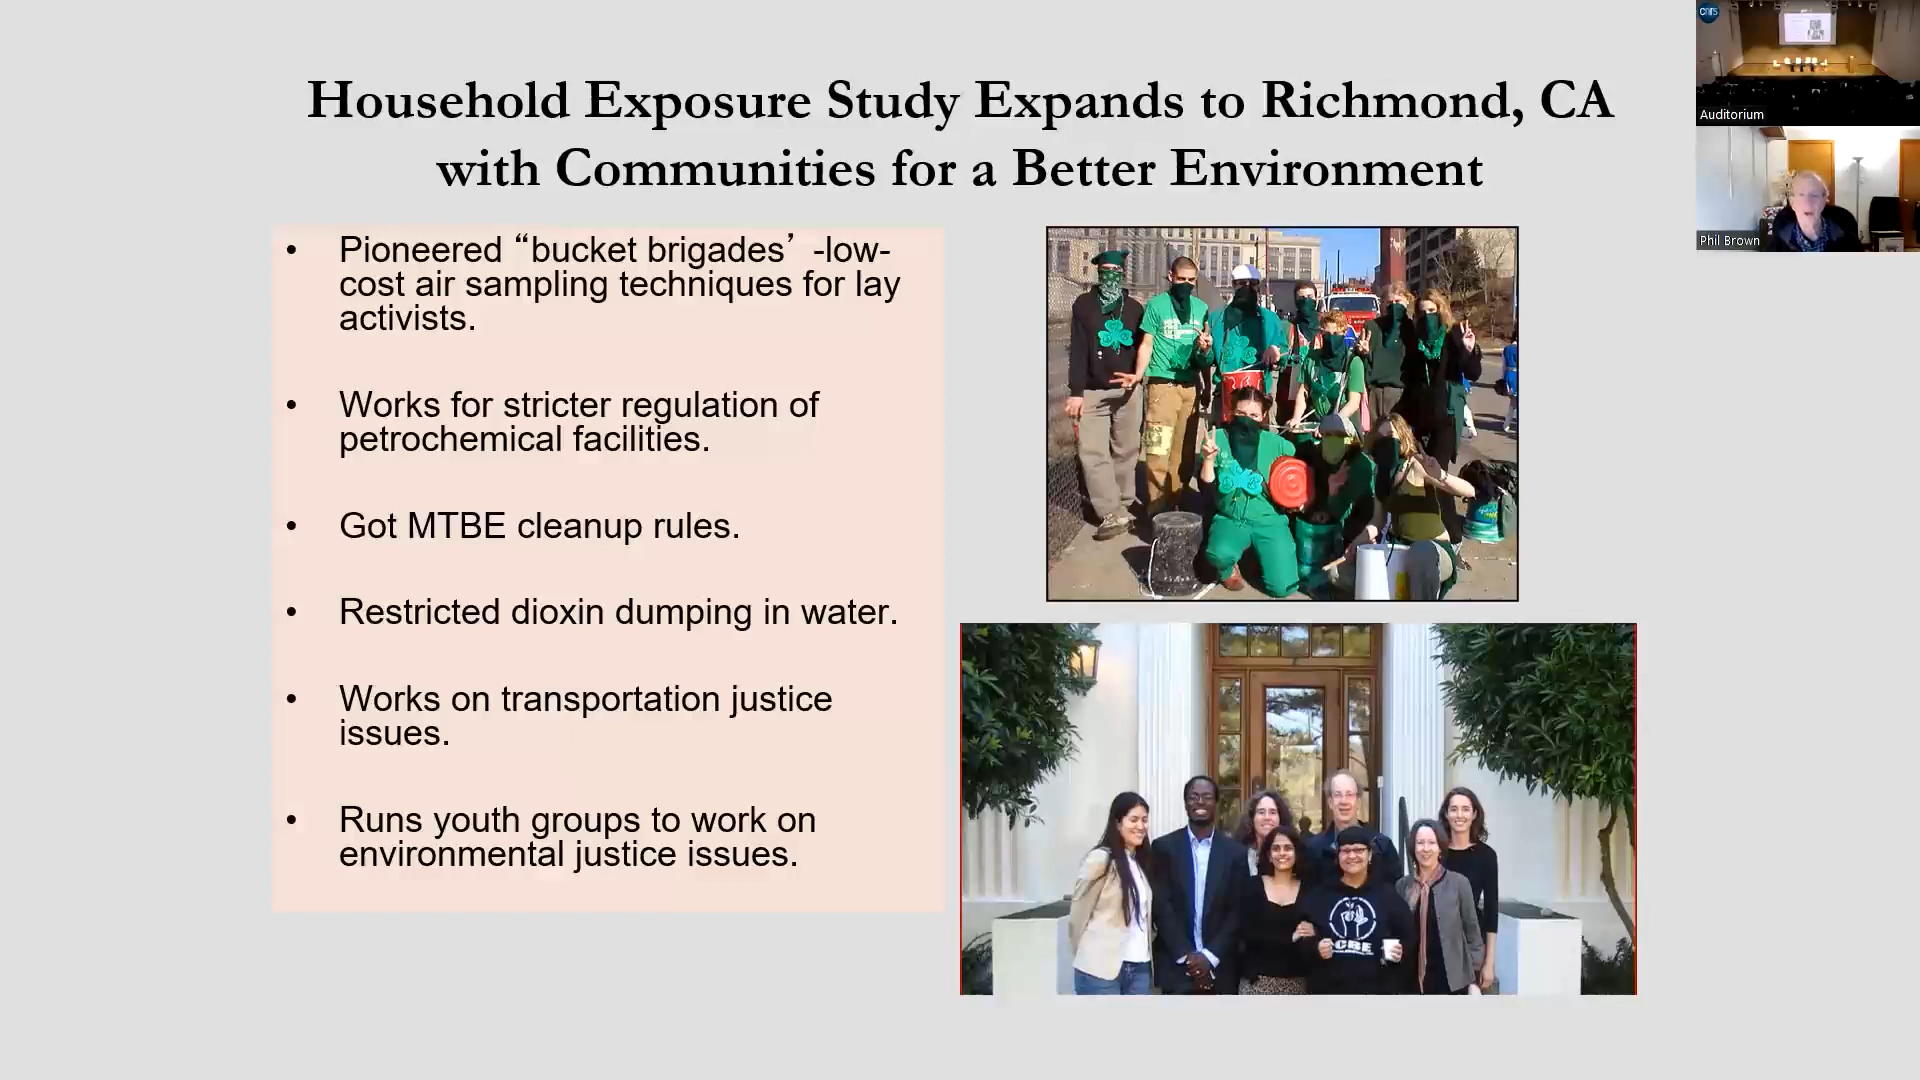 Household Exposure Study Expands to Richmond, CA
with Communities for a Better Environment
• Pioneered “bucket brigades’ -low-
cost air sampling techniques for lay
activists.
• Works for stricter regulation of
petrochemical facilities.
• Got MTBE cleanup rules.
• Restricted dioxin dumping in water.
• Works on transportation justice
issues.
• Runs youth groups to work on
environmental justice issues.
CBE
cnrs
Auditorium
Phil Brown